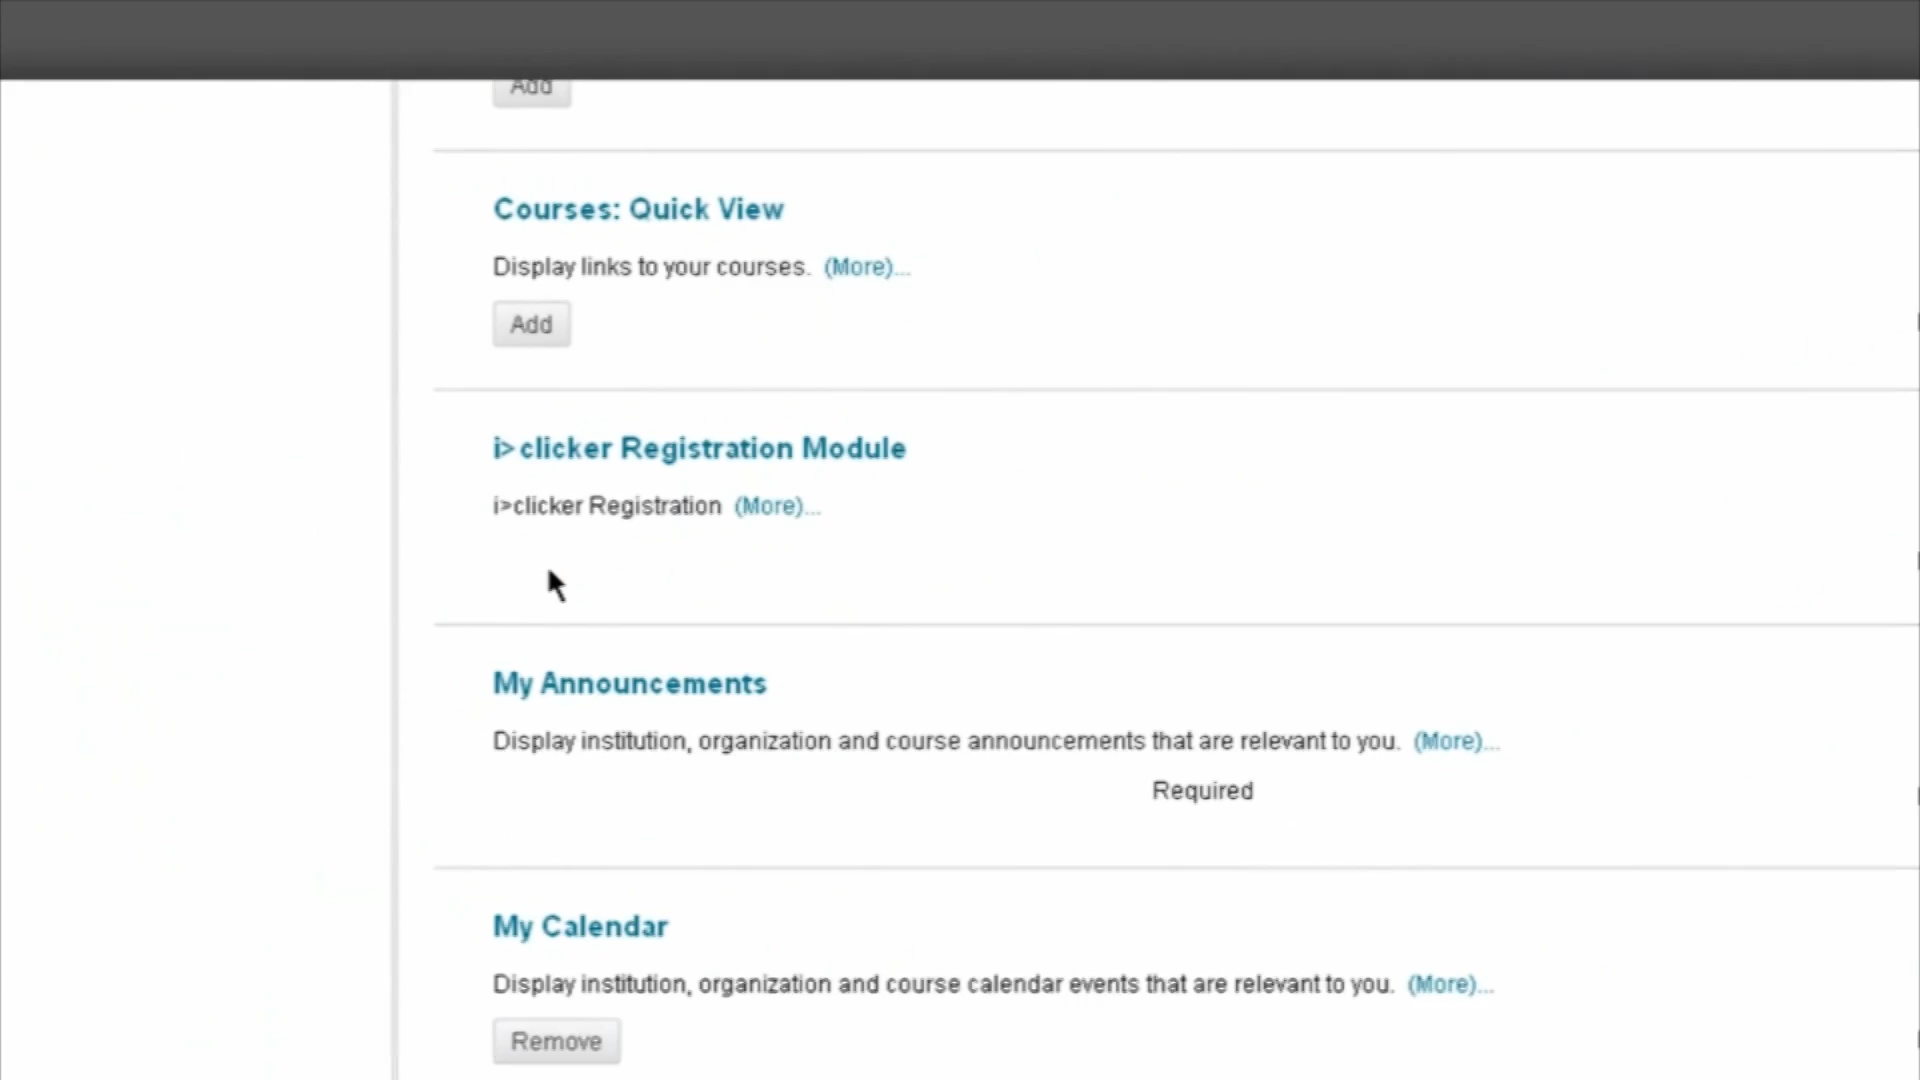 Add
Courses: Quick View
Display links to your courses. (More)...
Add
i>clicker Registration Module
i>clicker Registration (More)...
My Announcements
Display institution, organization and course announcements that are relevant to you. (More)...
Required
My Calendar
Display institution, organization and course calendar events that are relevant to you. (More)...
Remove